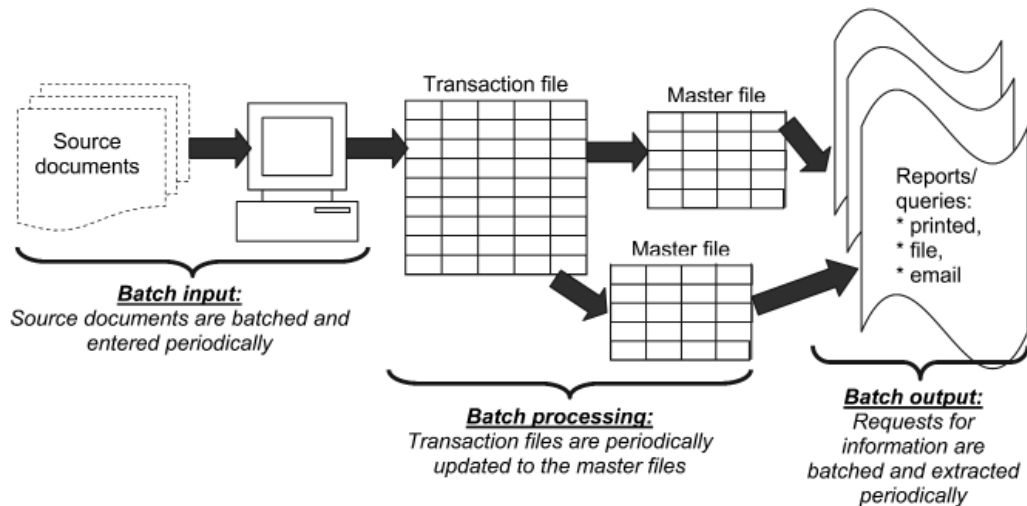 Source
documents
Transaction file
Master file
Master file
Reports/
queries:
* printed,
* file,
* email
Batch input:
Source documents are batched and
entered periodically
Batch processing:
Transaction files are periodically
updated to the master files
Batch output:
Requests for
information are
batched and extracted
periodically